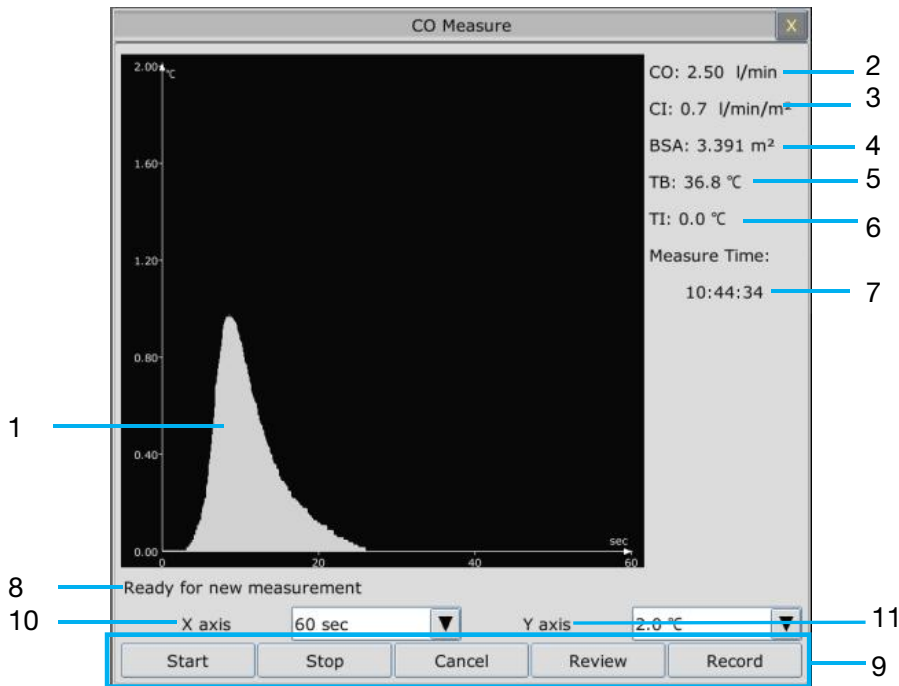 CO Measure X
2.00 ℃
CO: 2.50 l/min 2
CI: 0.7 l/min/m² 3
BSA: 3.391 m² 4
1.60
TB: 36.8 ℃ 5
TI: 0.0 ℃ 6
1.20 Measure Time:
10:44:34 7
0.80
1
0.40
sec
0.00
0 20 40 60
8 Ready for new measurement
10 X axis 60 sec ▼ Y axis 2.0 ℃ ▼ 11
Start Stop Cancel Review Record 9